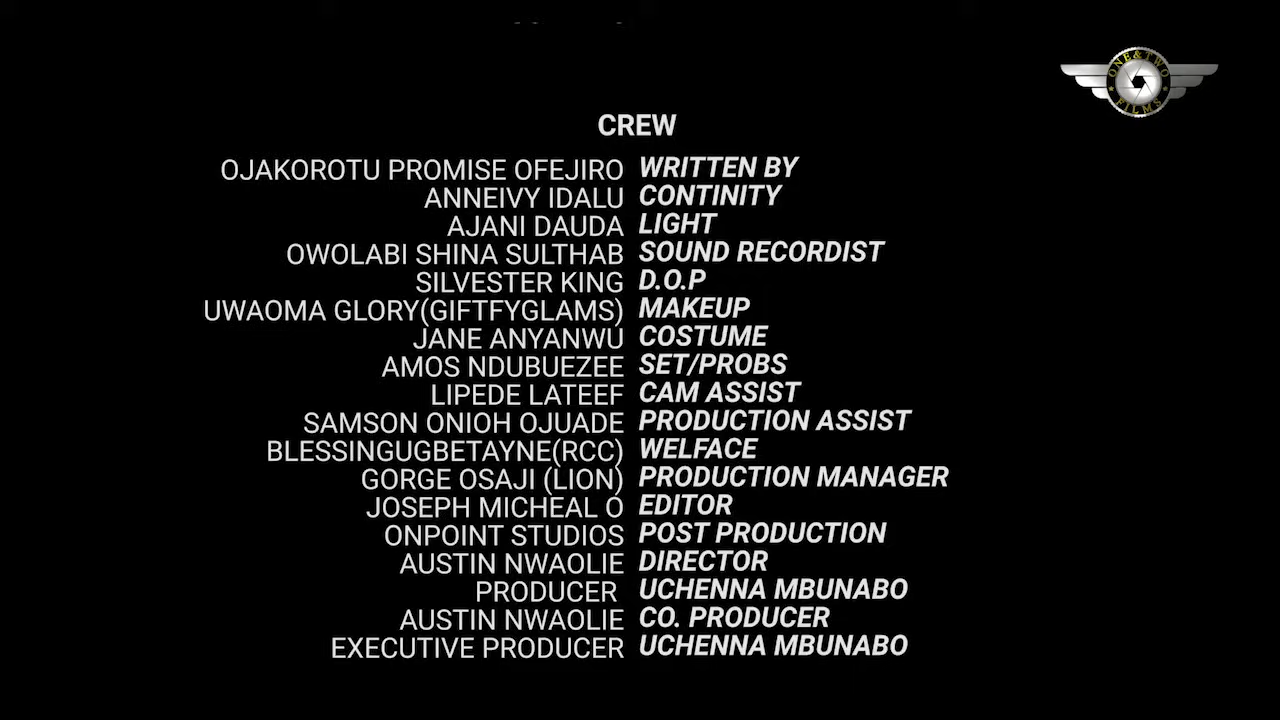 ONE&TWO
FILMS
CREW
OJAKOROTU PROMISE OFEJIRO WRITTEN BY
ANNEIVY IDALU CONTINITY
AJANI DAUDA LIGHT
OWOLABI SHINA SULTHAB SOUND RECORDIST
SILVESTER KING D.O.P
UWAOMA GLORY(GIFTFYGLAMS) MAKEUP
JANE ANYANWU COSTUME
AMOS NDUBUEZEE SET/PROBS
LIPEDE LATEEF CAM ASSIST
SAMSON ONIOH OJUADE PRODUCTION ASSIST
BLESSINGUGBETAYNE(RCC) WELFACE
GORGE OSAJI (LION) PRODUCTION MANAGER
JOSEPH MICHEAL O EDITOR
ONPOINT STUDIOS POST PRODUCTION
AUSTIN NWAOLIE DIRECTOR
PRODUCER UCHENNA MBUNABO
AUSTIN NWAOLIE CO. PRODUCER
EXECUTIVE PRODUCER UCHENNA MBUNABO